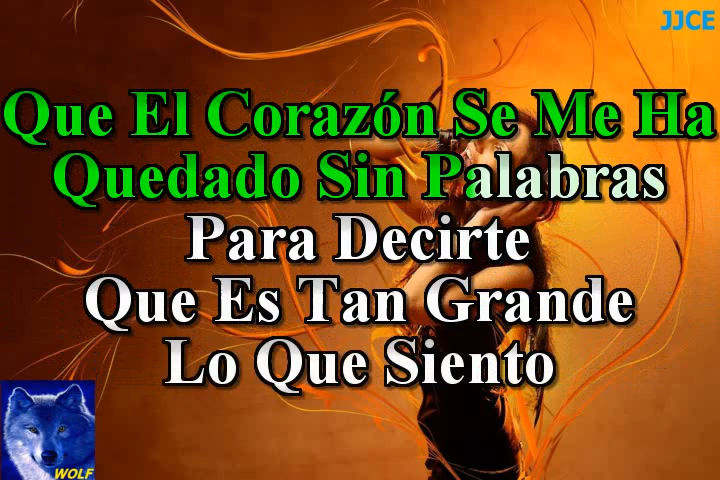 JJCE
Que El Corazón Se Me Ha
Quedado Sin Palabras
Para Decirte
Que Es Tan Grande
Lo Que Siento
WOLF